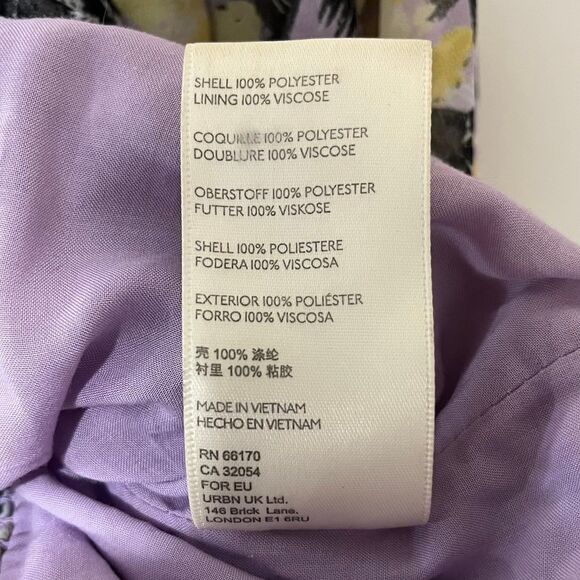 SHELL 100% POLYESTER
LINING 100% VISCOSE
COQUILLE 100% POLYESTER
DOUBLURE 100% VISCOSE
OBERSTOFF 100% POLYESTER
FUTTER 100% VISKOSE
SHELL 100% POLIESTERE
FODERA 100% VISCOSA
EXTERIOR 100% POLIÉSTER
FORRO 100% VISCOSA
壳 100% 涤纶
衬里 100% 粘胶
MADE IN VIETNAM
HECHO EN VIETNAM
RN 66170
CA 32054
FOR EU
URBN UK Ltd.
146 Brick Lane.
LONDON E1 6RU